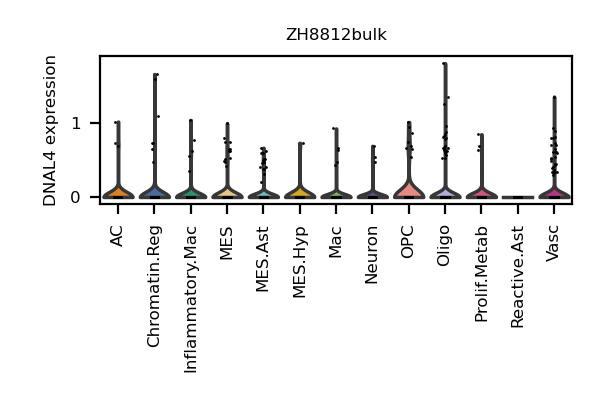 ZH8812bulk
DNAL4 expression
1
0
AC
Chromatin.Reg
Inflammatory.Mac
MES
MES.Ast
MES.Hyp
Mac
Neuron
OPC
Oligo
Prolif.Metab
Reactive.Ast
Vasc